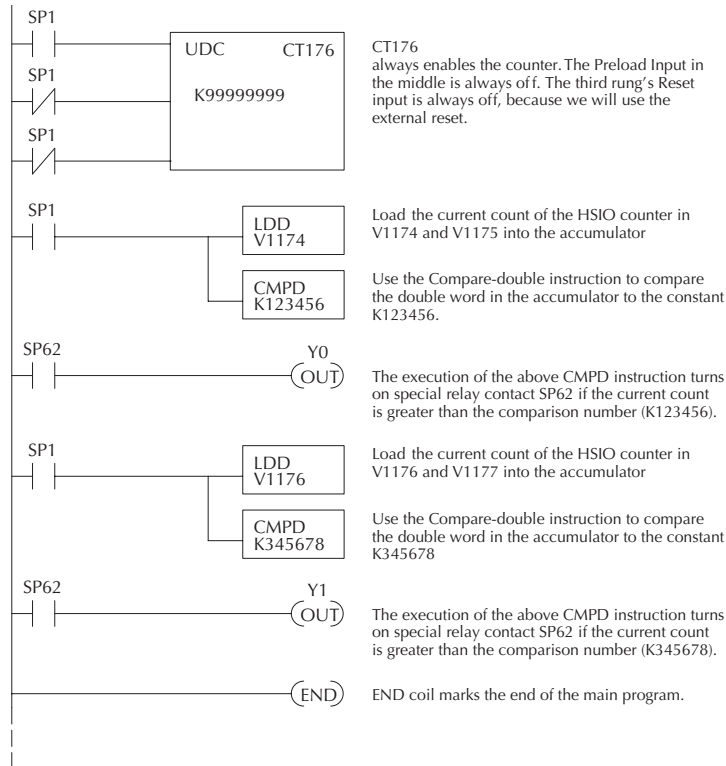 SP1
UDC CT176
SP1
K99999999
SP1
CT176
always enables the counter. The Preload Input in
the middle is always off. The third rung's Reset
input is always off, because we will use the
external reset.
SP1
LDD
V1174
Load the current count of the HSIO counter in
V1174 and V1175 into the accumulator
CMPD
K123456
Use the Compare-double instruction to compare
the double word in the accumulator to the constant
K123456.
SP62
Y0
OUT
The execution of the above CMPD instruction turns
on special relay contact SP62 if the current count
is greater than the comparison number (K123456).
SP1
LDD
V1176
Load the current count of the HSIO counter in
V1176 and V1177 into the accumulator
CMPD
K345678
Use the Compare-double instruction to compare
the double word in the accumulator to the constant
K345678
SP62
Y1
OUT
The execution of the above CMPD instruction turns
on special relay contact SP62 if the current count
is greater than the comparison number (K345678).
END
END coil marks the end of the main program.